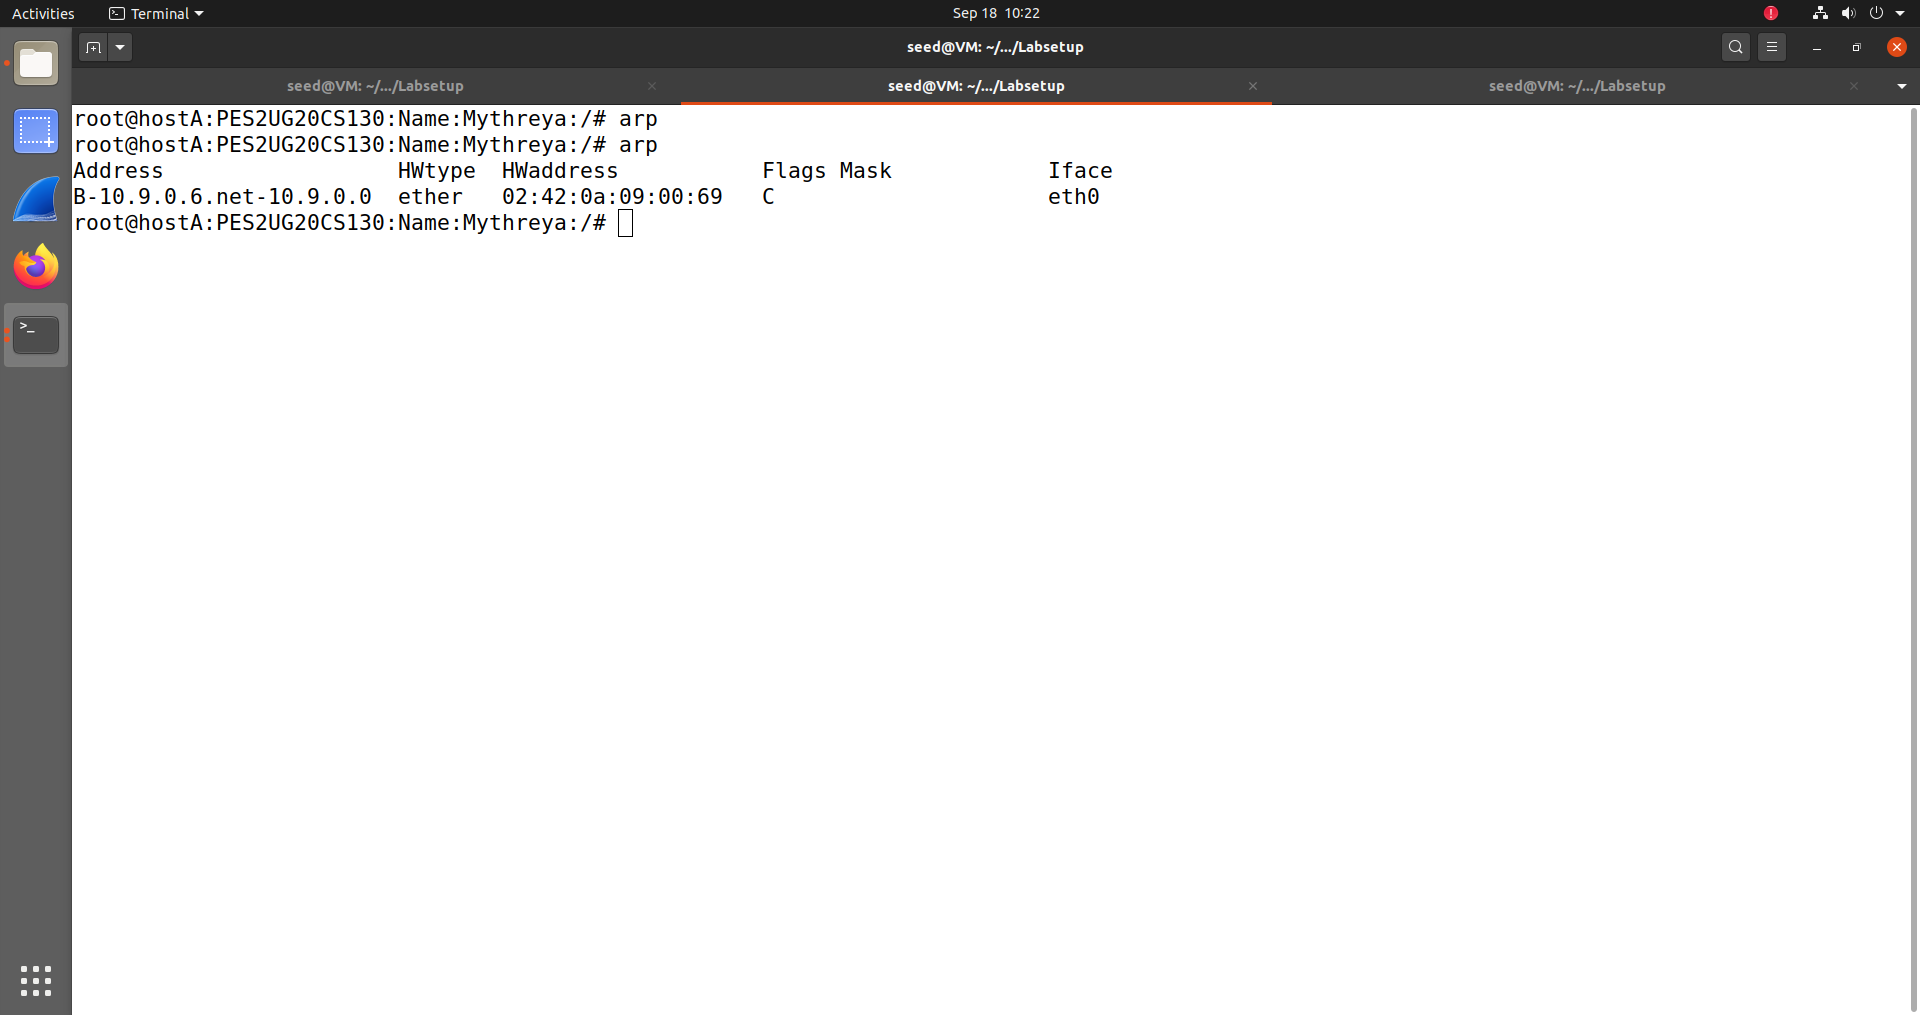 Activities Terminal Sep 18 10:22
seed@VM: ~/.../Labsetup
seed@VM: ~/.../Labsetup seed@VM: ~/.../Labsetup seed@VM: ~/.../Labsetup
root@hostA:PES2UG20CS130:Name:Mythreya:/# arp
root@hostA:PES2UG20CS130:Name:Mythreya:/# arp
Address HWtype HWaddress Flags Mask Iface
B-10.9.0.6.net-10.9.0.0 ether 02:42:0a:09:00:69 C eth0
root@hostA:PES2UG20CS130:Name:Mythreya:/#